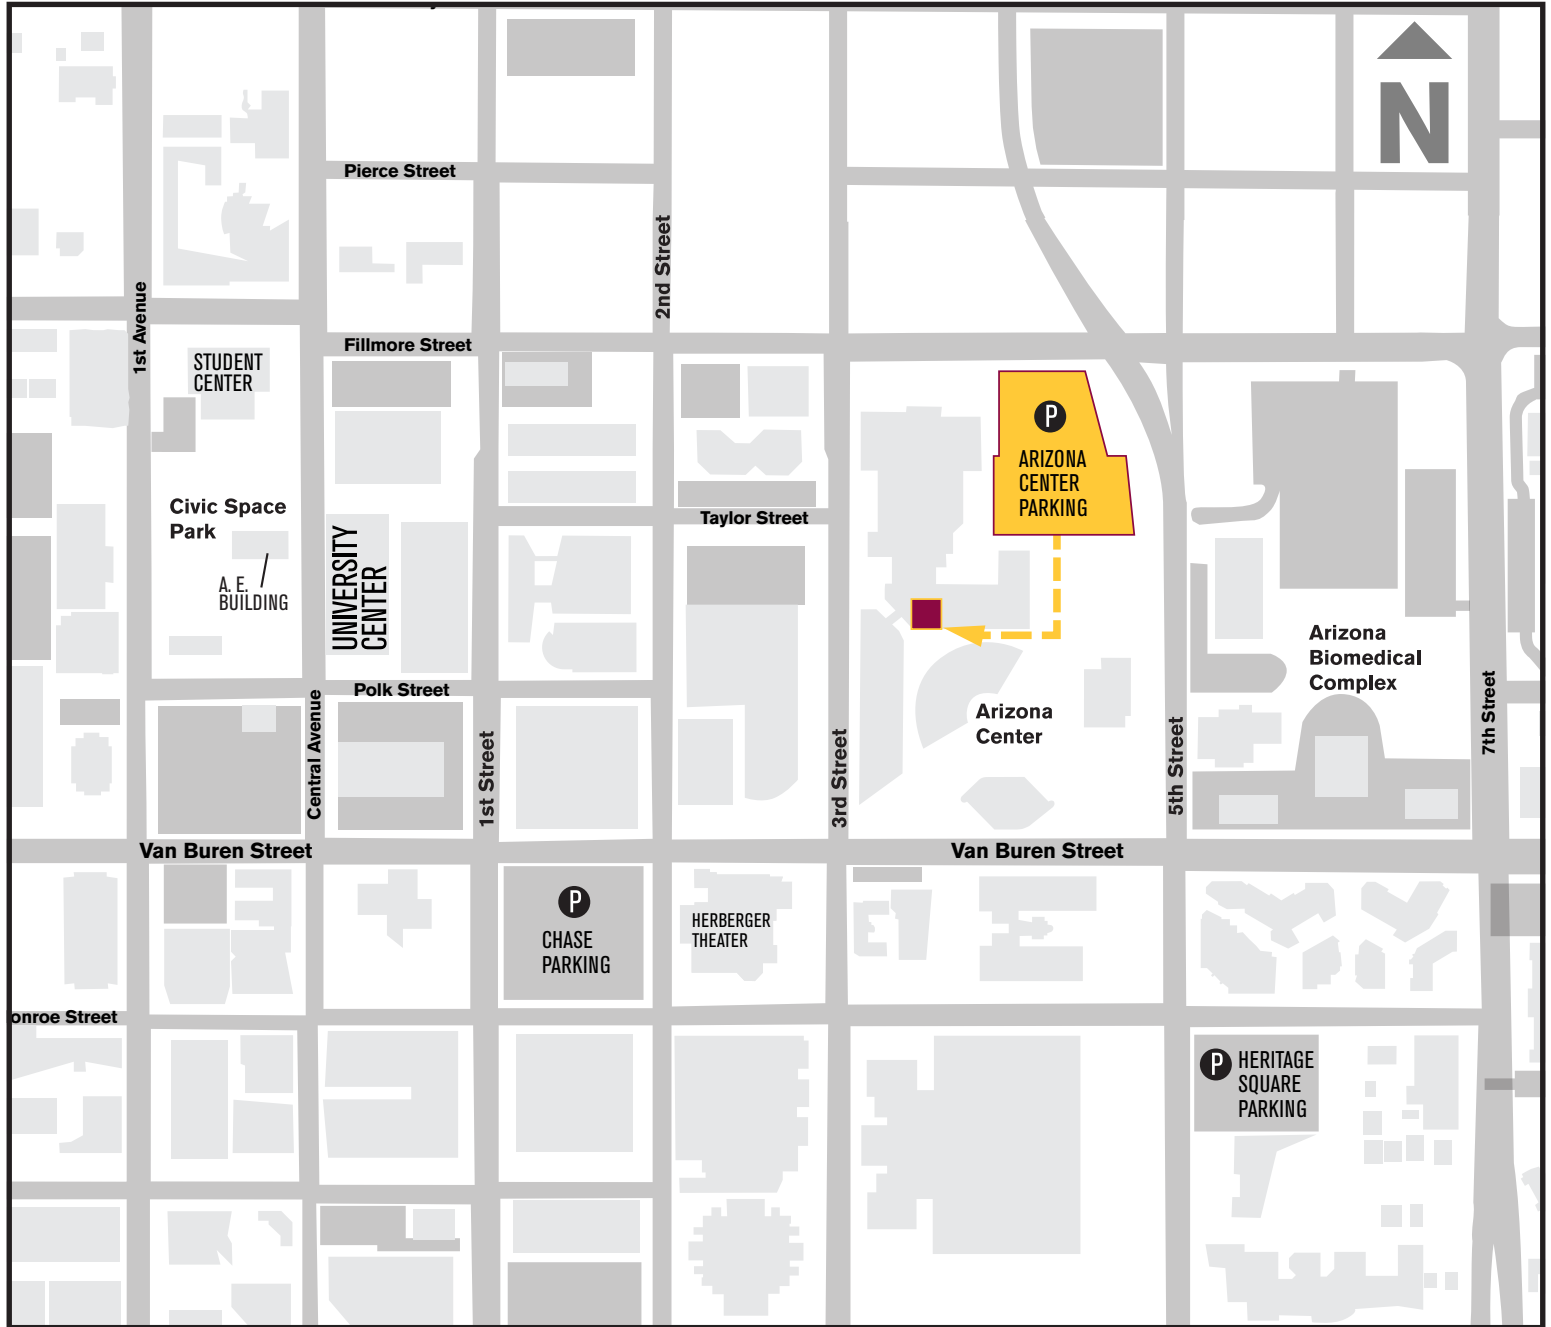 N
Pierce Street
2nd Street
1st Avenue
Fillmore Street
STUDENT
CENTER
P
ARIZONA
CENTER
PARKING
Civic Space
Park
Taylor Street
A. E.
BUILDING
UNIVERSITY
CENTER
Arizona
Biomedical
Complex
Polk Street
Central Avenue
1st Street
3rd Street
Arizona
Center
5th Street
7th Street
Van Buren Street
Van Buren Street
P
CHASE
PARKING
HERBERGER
THEATER
onroe Street
P
HERITAGE
SQUARE
PARKING